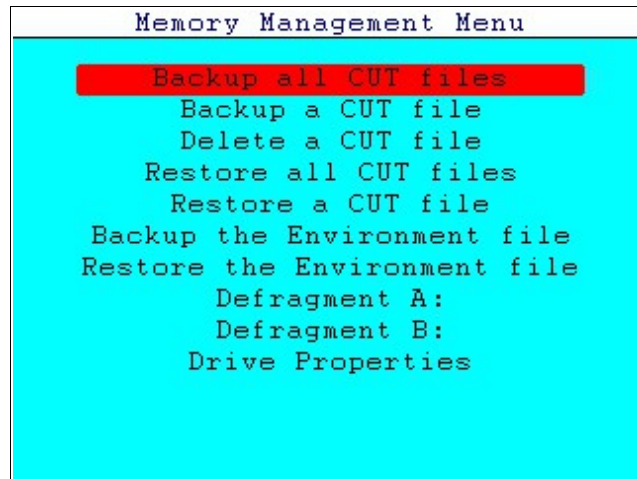 Memory Management Menu
Backup all CUT files
Backup a CUT file
Delete a CUT file
Restore all CUT files
Restore a CUT file
Backup the Environment file
Restore the Environment file
Defragment A:
Defragment B:
Drive Properties